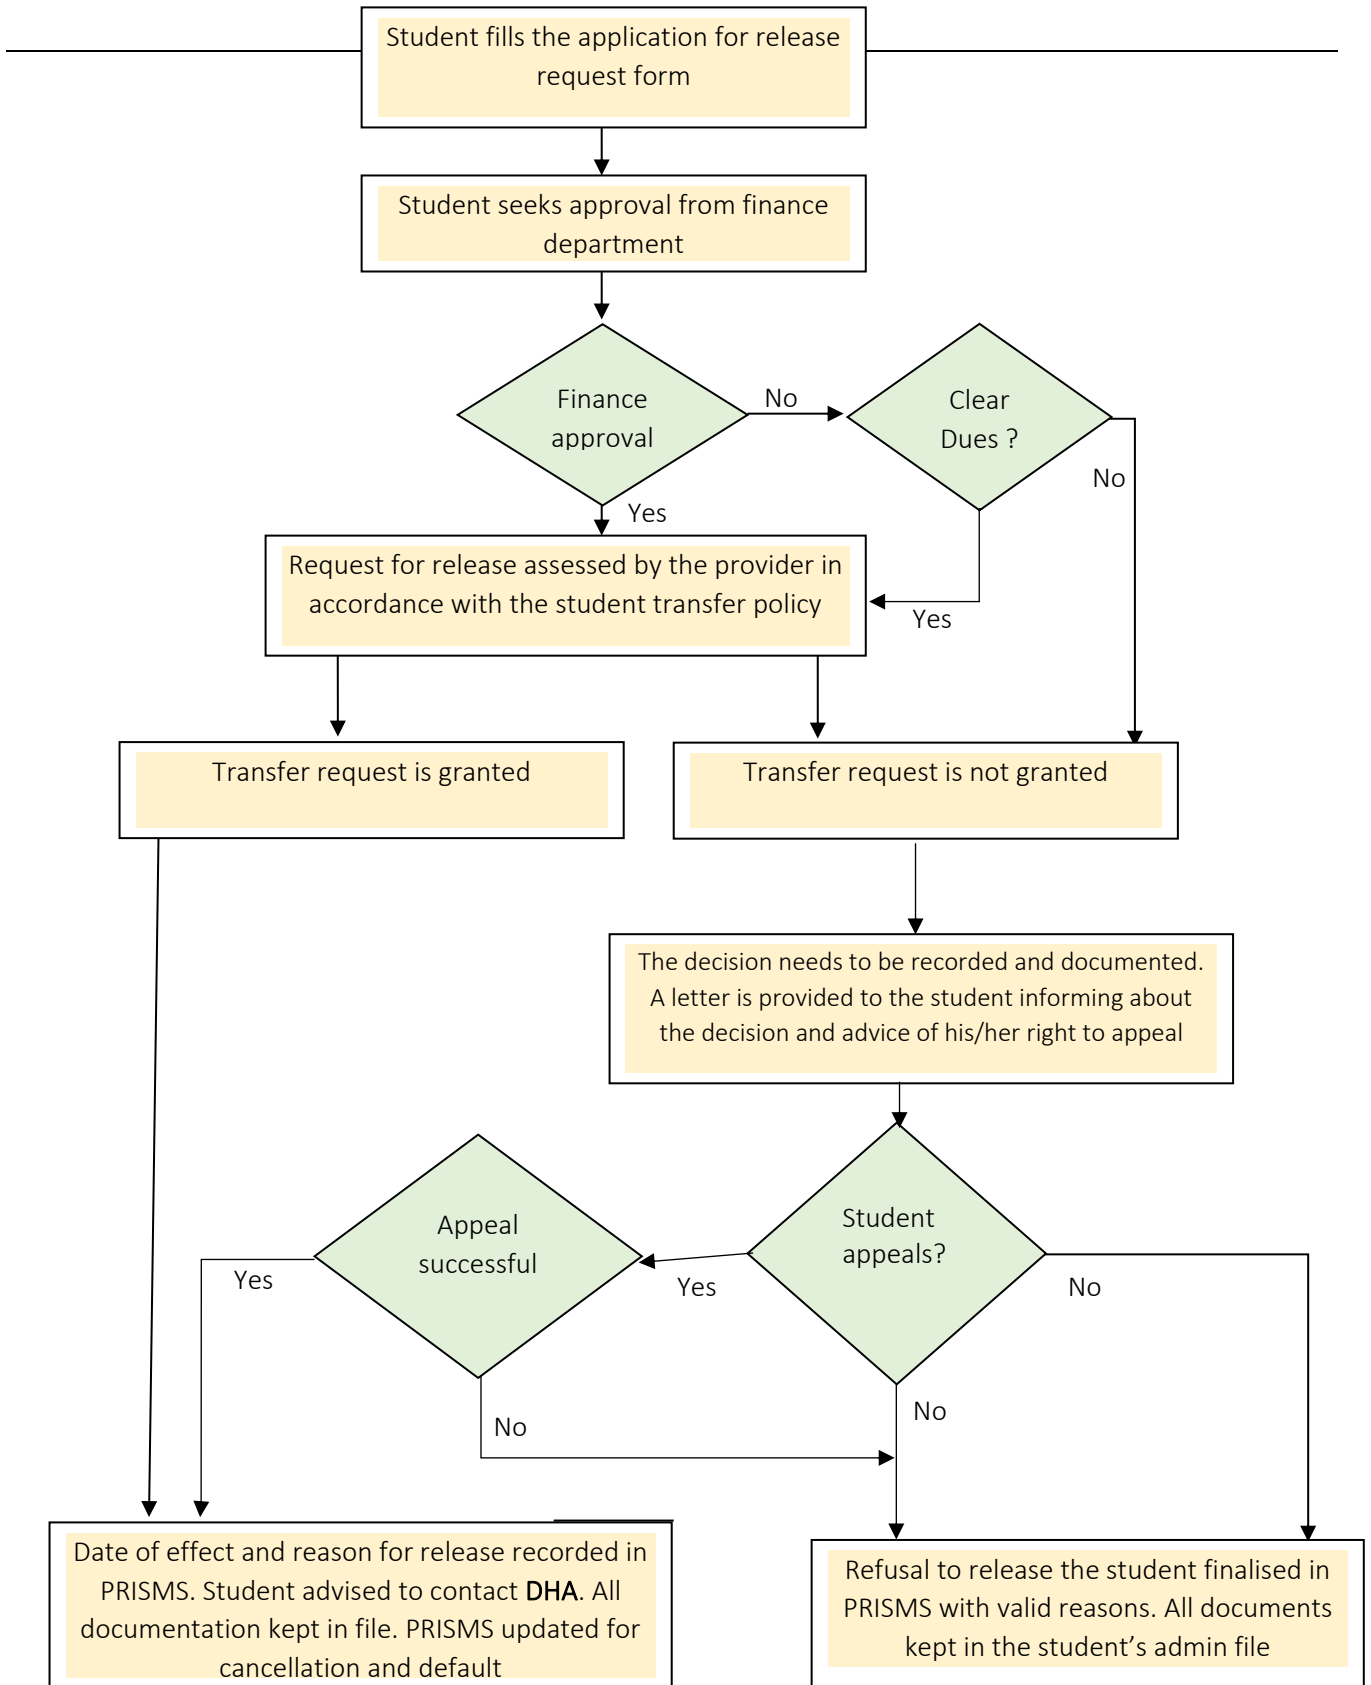 Student fills the application for release
request form
Student seeks approval from finance
department
Finance
approval
No
Clear
Dues ?
No
Yes
Request for release assessed by the provider in
accordance with the student transfer policy
Yes
Transfer request is granted
Transfer request is not granted
The decision needs to be recorded and documented.
A letter is provided to the student informing about
the decision and advice of his/her right to appeal
Appeal
successful
Student
appeals?
Yes
Yes
No
No
No
Date of effect and reason for release recorded in
PRISMS. Student advised to contact DHA. All
documentation kept in file. PRISMS updated for
cancellation and default
Refusal to release the student finalised in
PRISMS with valid reasons. All documents
kept in the student's admin file